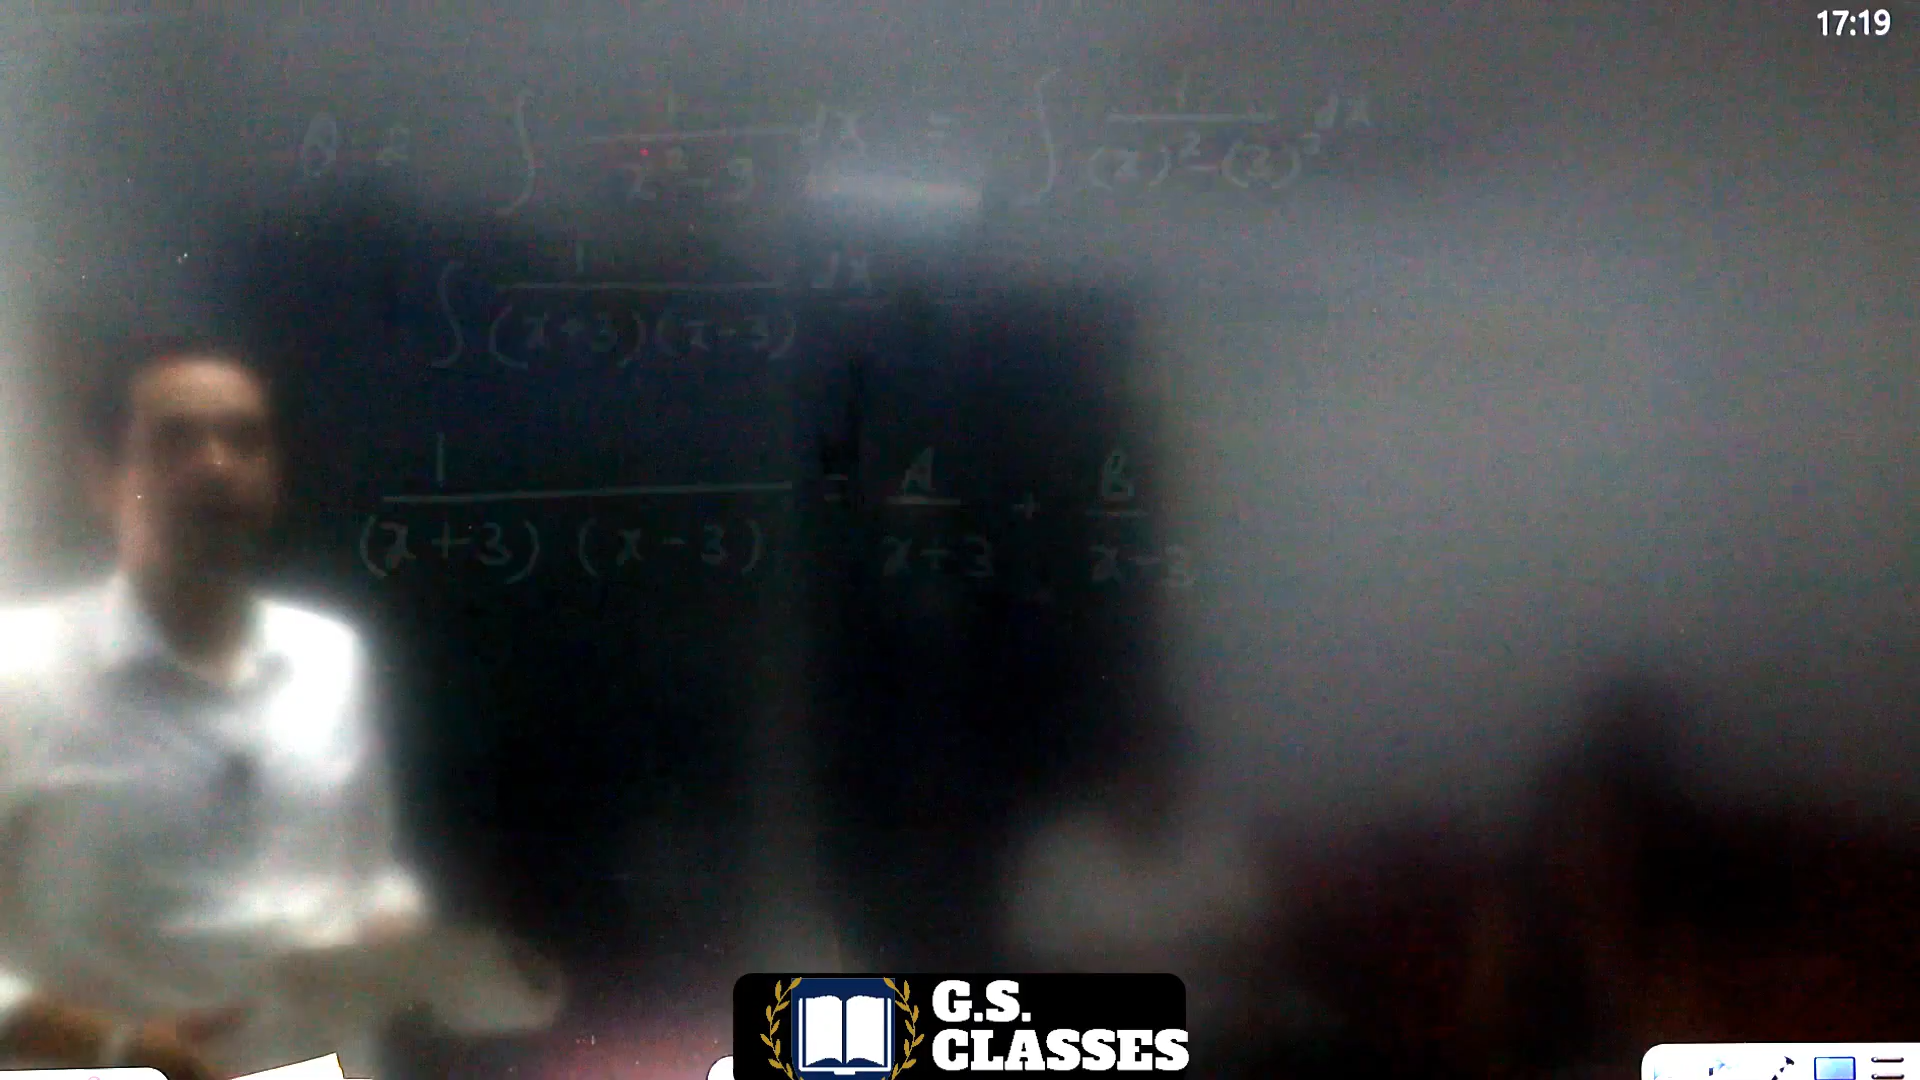 17:19
Q.2 ∫ 1/(x²-9) dx = ∫ 1/((x)²-(3)²) dx
∫ 1/((x+3)(x-3)) dx
1/((x+3)(x-3)) = A/(x+3) + B/(x-3)
G.S.
CLASSES